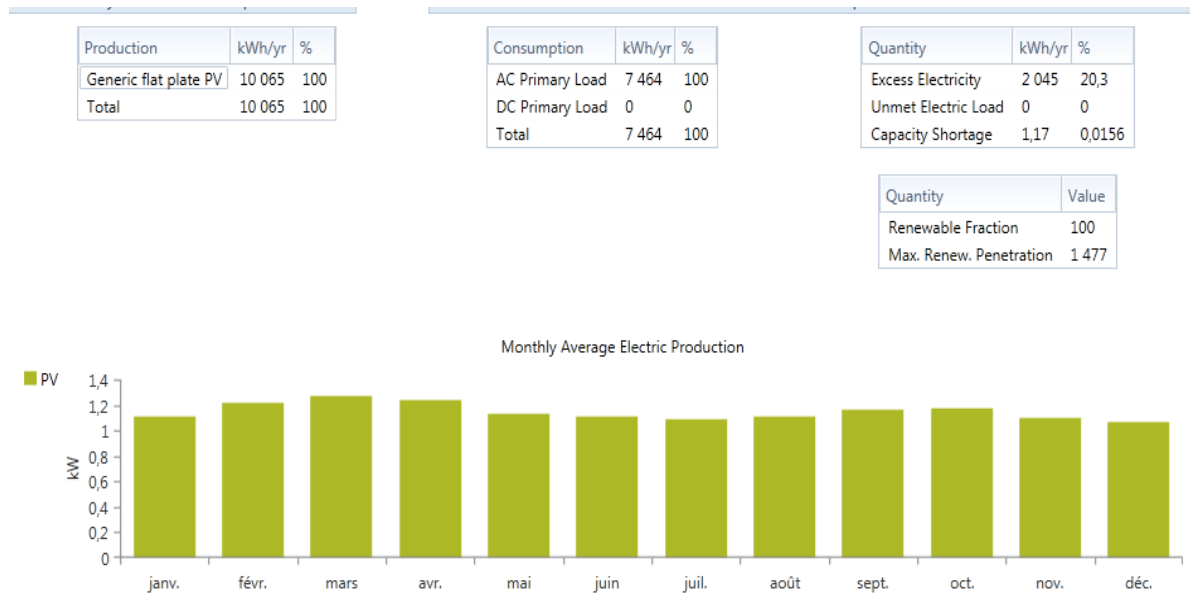 Production kWh/yr %
Generic flat plate PV 10 065 100
Total 10 065 100
Consumption kWh/yr %
AC Primary Load 7 464 100
DC Primary Load 0 0
Total 7 464 100
Quantity kWh/yr %
Excess Electricity 2 045 20,3
Unmet Electric Load 0 0
Capacity Shortage 1,17 0,0156
Quantity Value
Renewable Fraction 100
Max. Renew. Penetration 1 477
Monthly Average Electric Production
PV
kW
1,4
1,2
1
0,8
0,6
0,4
0,2
0
janv. févr. mars avr. mai juin juil. août sept. oct. nov. déc.